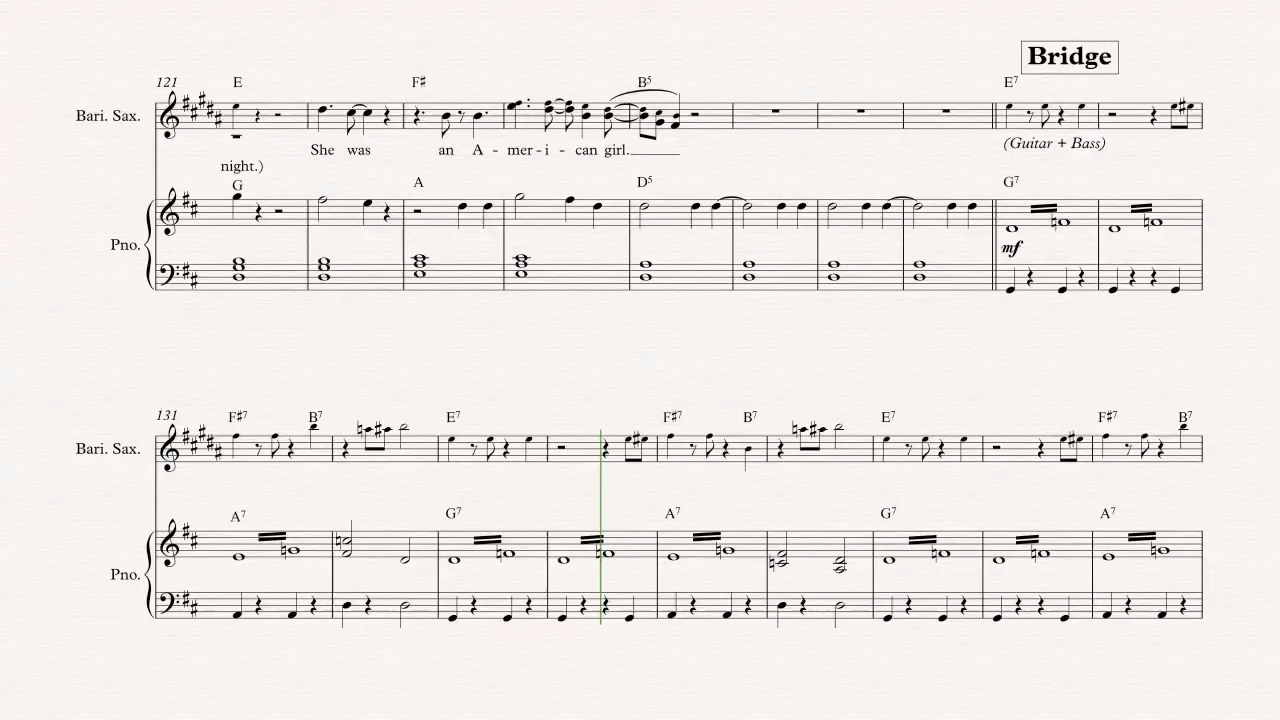 Bridge
121 E F♯ B5 E7
Bari. Sax.
(Guitar + Bass)
She was an A - mer - i - can girl.
night.)
G A D5 G7
Pno.
mf
131 F♯7 B7 E7 F♯7 B7 E7 F♯7 B7
Bari. Sax.
A7 G7 A7 G7 A7
Pno.